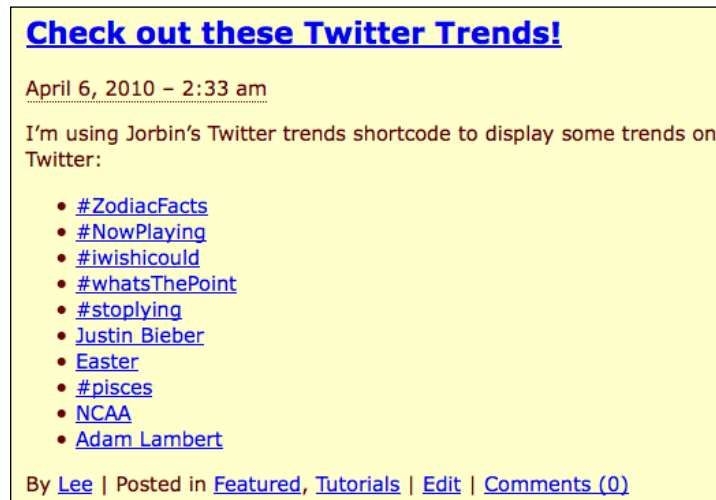 Check out these Twitter Trends!
April 6, 2010 – 2:33 am
I’m using Jorbin’s Twitter trends shortcode to display some trends on
Twitter:
• #ZodiacFacts
• #NowPlaying
• #iwishicould
• #whatsThePoint
• #stoplying
• Justin Bieber
• Easter
• #pisces
• NCAA
• Adam Lambert
By Lee | Posted in Featured, Tutorials | Edit | Comments (0)